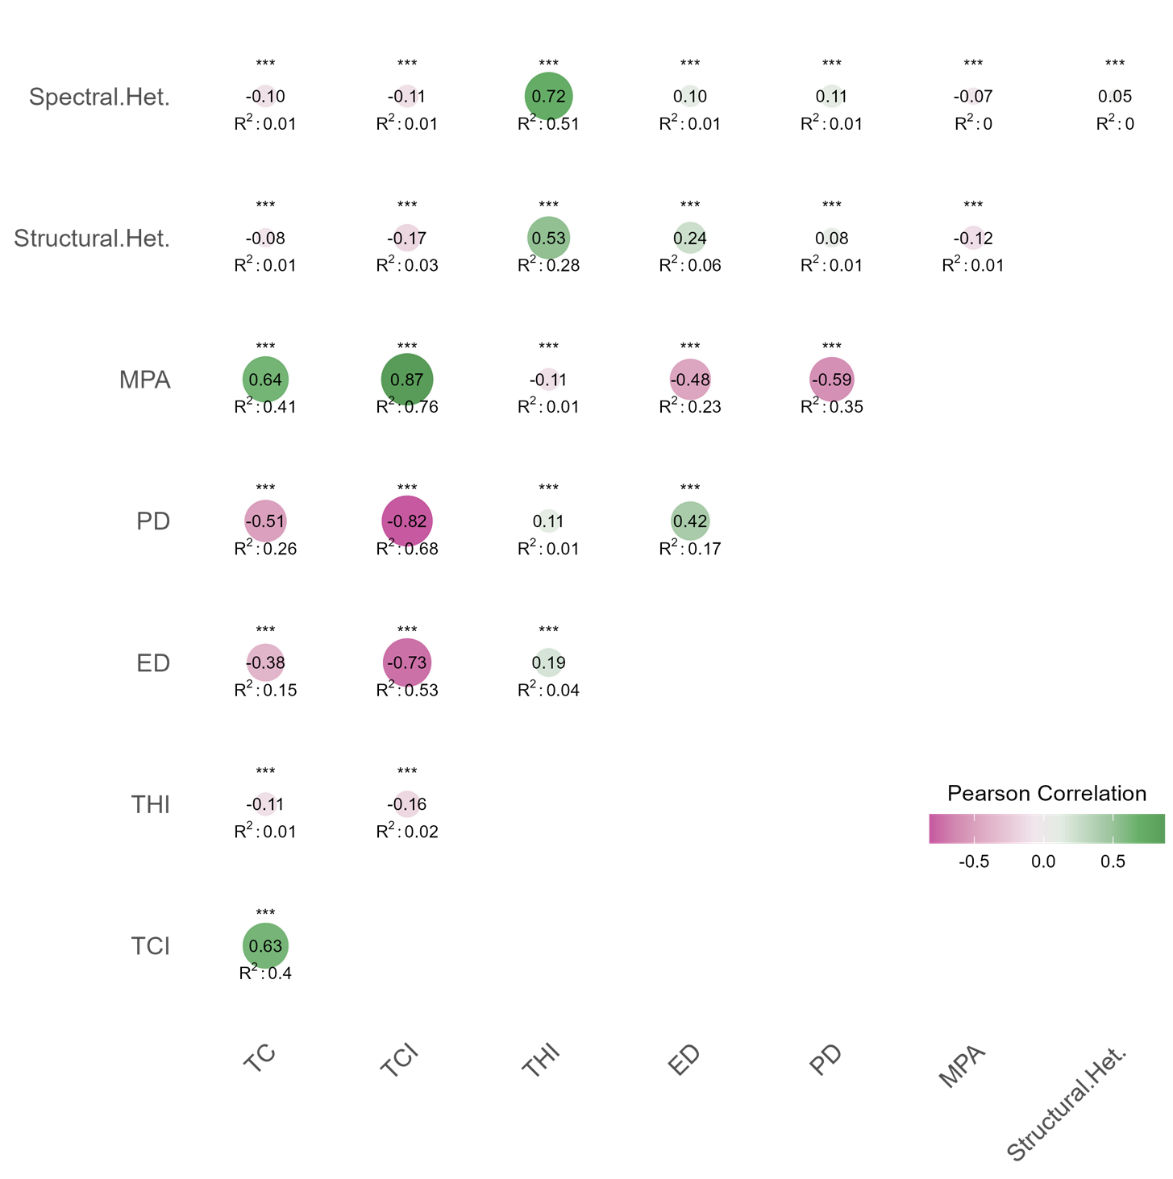 *** *** *** *** *** *** ***
Spectral.Het. -0.10 -0.11 0.72 0.10 0.11 -0.07 0.05
R²:0.01 R²:0.01 R²:0.51 R²:0.01 R²:0.01 R²:0 R²:0
*** *** *** *** *** ***
Structural.Het. -0.08 -0.17 0.53 0.24 0.08 -0.12
R²:0.01 R²:0.03 R²:0.28 R²:0.06 R²:0.01 R²:0.01
*** *** *** *** ***
MPA 0.64 0.87 -0.11 -0.48 -0.59
R²:0.41 R²:0.76 R²:0.01 R²:0.23 R²:0.35
*** *** *** ***
PD -0.51 -0.82 0.11 0.42
R²:0.26 R²:0.68 R²:0.01 R²:0.17
*** *** ***
ED -0.38 -0.73 0.19
R²:0.15 R²:0.53 R²:0.04
*** ***
THI -0.11 -0.16
R²:0.01 R²:0.02
Pearson Correlation
-0.5 0.0 0.5
***
TCI 0.63
R²:0.4
TC TCI THI ED PD MPA Structural.Het.